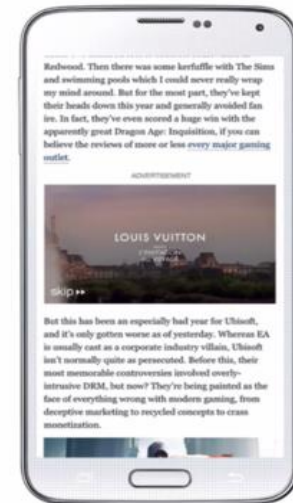 Redwood. Then there was some kerfuffle with The Sims
and swimming pools which I could never really wrap
my mind around. But for the most part, they've kept
their heads down this year and generally avoided fan
ire. In fact, they've even scored a huge win with the
apparently great Dragon Age: Inquisition, if you can
believe the reviews of more or less every major gaming
outlet.
ADVERTISEMENT
LOUIS VUITTON
skip
But this has been an especially bad year for Ubisoft,
and it's only gotten worse as of yesterday. Whereas EA
is usually cast as a corporate industry villain, Ubisoft
isn't normally quite as persecuted. Before this, their
most memorable controversies involved overly-
intrusive DRM, but now? They're being painted as the
face of everything wrong with modern gaming, from
deceptive marketing to recycled concepts to crass
monetization.